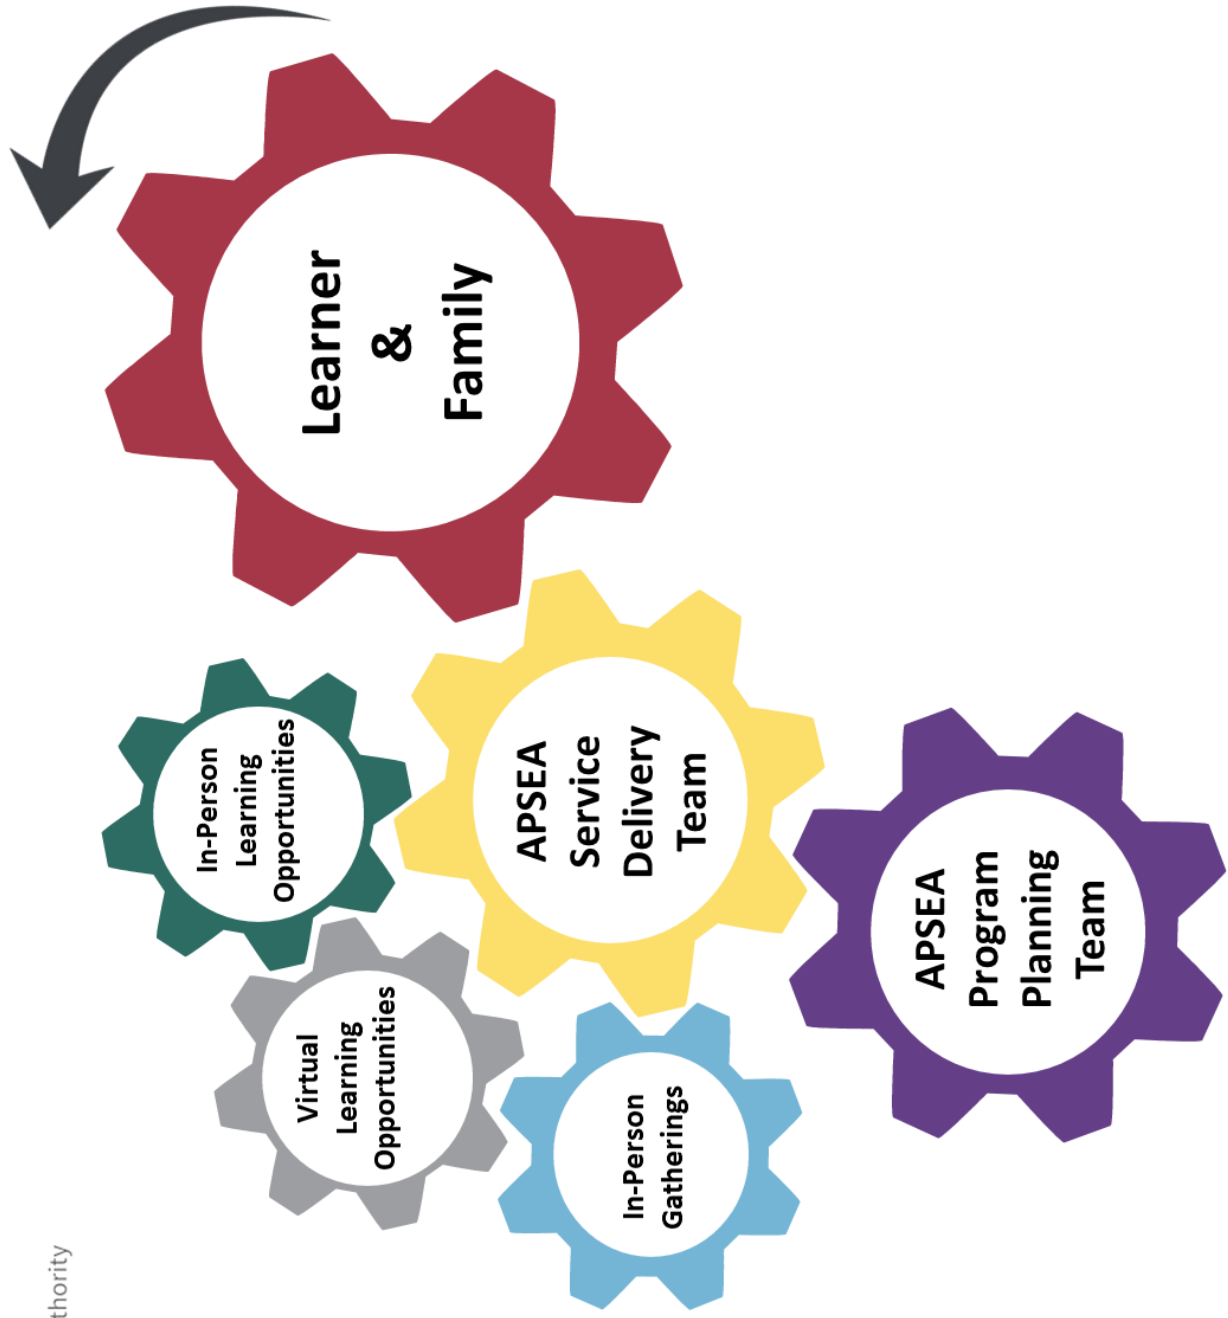 Learner
&
Family
In-Person
Learning
Opportunities
APSEA
Service
Delivery
Team
APSEA
Program
Planning
Team
Virtual
Learning
Opportunities
In-Person
Gatherings
thority